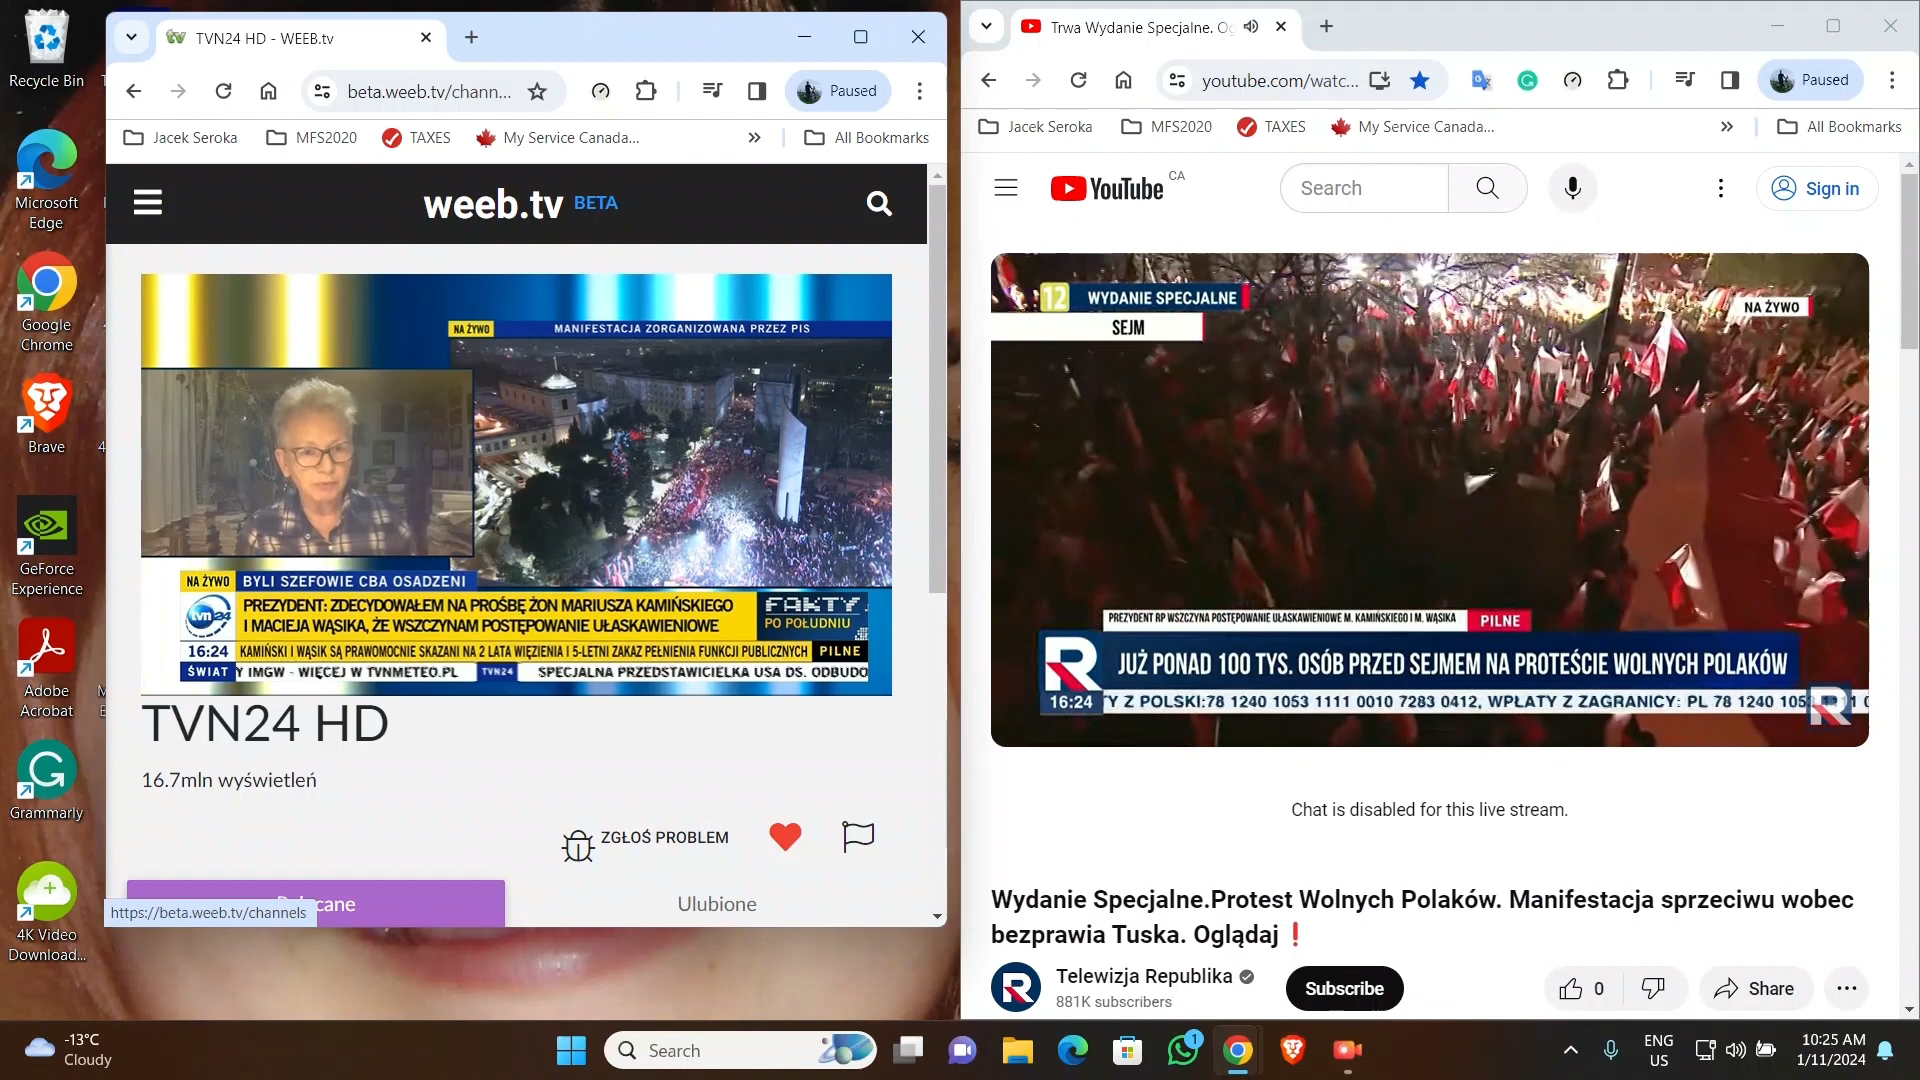 Recycle Bin
Microsoft
Edge
Google
Chrome
Brave
GeForce
Experience
Adobe
Acrobat
Grammarly
4K Video
Download...
TVN24 HD - WEEB.tv
beta.weeb.tv/chann...
Paused
Jacek Seroka
MFS2020
TAXES
My Service Canada...
All Bookmarks
weeb.tv BETA
NA ŻYWO
MANIFESTACJA ZORGANIZOWANA PRZEZ PIS
NA ŻYWO BYLI SZEFOWIE CBA OSADZENI
tvn24
PREZYDENT: ZDECYDOWAŁEM NA PROŚBĘ ŻON MARIUSZA KAMIŃSKIEGO
I MACIEJA WĄSIKA, ŻE WSZCZYNAM POSTĘPOWANIE UŁASKAWIENIOWE
FAKTY
PO POŁUDNIU
16:24 KAMIŃSKI I WĄSIK SĄ PRAWOMOCNIE SKAZANI NA 2 LATA WIĘZIENIA I 5-LETNI ZAKAZ PEŁNIENIA FUNKCJI PUBLICZNYCH PILNE
ŚWIAT Y IMGW - WIĘCEJ W TVNMETEO.PL TVN24 SPECJALNA PRZEDSTAWICIELKA USA DS. ODBUDO
TVN24 HD
16.7mln wyświetleń
ZGŁOŚ PROBLEM
cane
Ulubione
https://beta.weeb.tv/channels
Trwa Wydanie Specjalne. Og
youtube.com/watc...
Paused
Jacek Seroka
MFS2020
TAXES
My Service Canada...
All Bookmarks
YouTube CA
Search
Sign in
12 WYDANIE SPECJALNE
SEJM
NA ŻYWO
PREZYDENT RP WSZCZYNA POSTĘPOWANIE UŁASKAWIENIOWE M. KAMIŃSKIEGO I M. WĄSIKA PILNE
R
JUŻ PONAD 100 TYS. OSÓB PRZED SEJMEM NA PROTEŚCIE WOLNYCH POLAKÓW
16:24 TY Z POLSKI:78 1240 1053 1111 0010 7283 0412, WPŁATY Z ZAGRANICY: PL 78 1240 105
Chat is disabled for this live stream.
Wydanie Specjalne.Protest Wolnych Polaków. Manifestacja sprzeciwu wobec
bezprawia Tuska. Oglądaj❗
Telewizja Republika
881K subscribers
Subscribe
0
Share
-13°C
Cloudy
Search
1
ENG
US
10:25 AM
1/11/2024